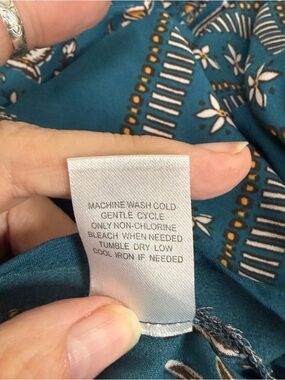 MACHINE WASH COLD
GENTLE CYCLE
ONLY NON-CHLORINE
BLEACH WHEN NEEDED
TUMBLE DRY LOW
COOL IRON IF NEEDED